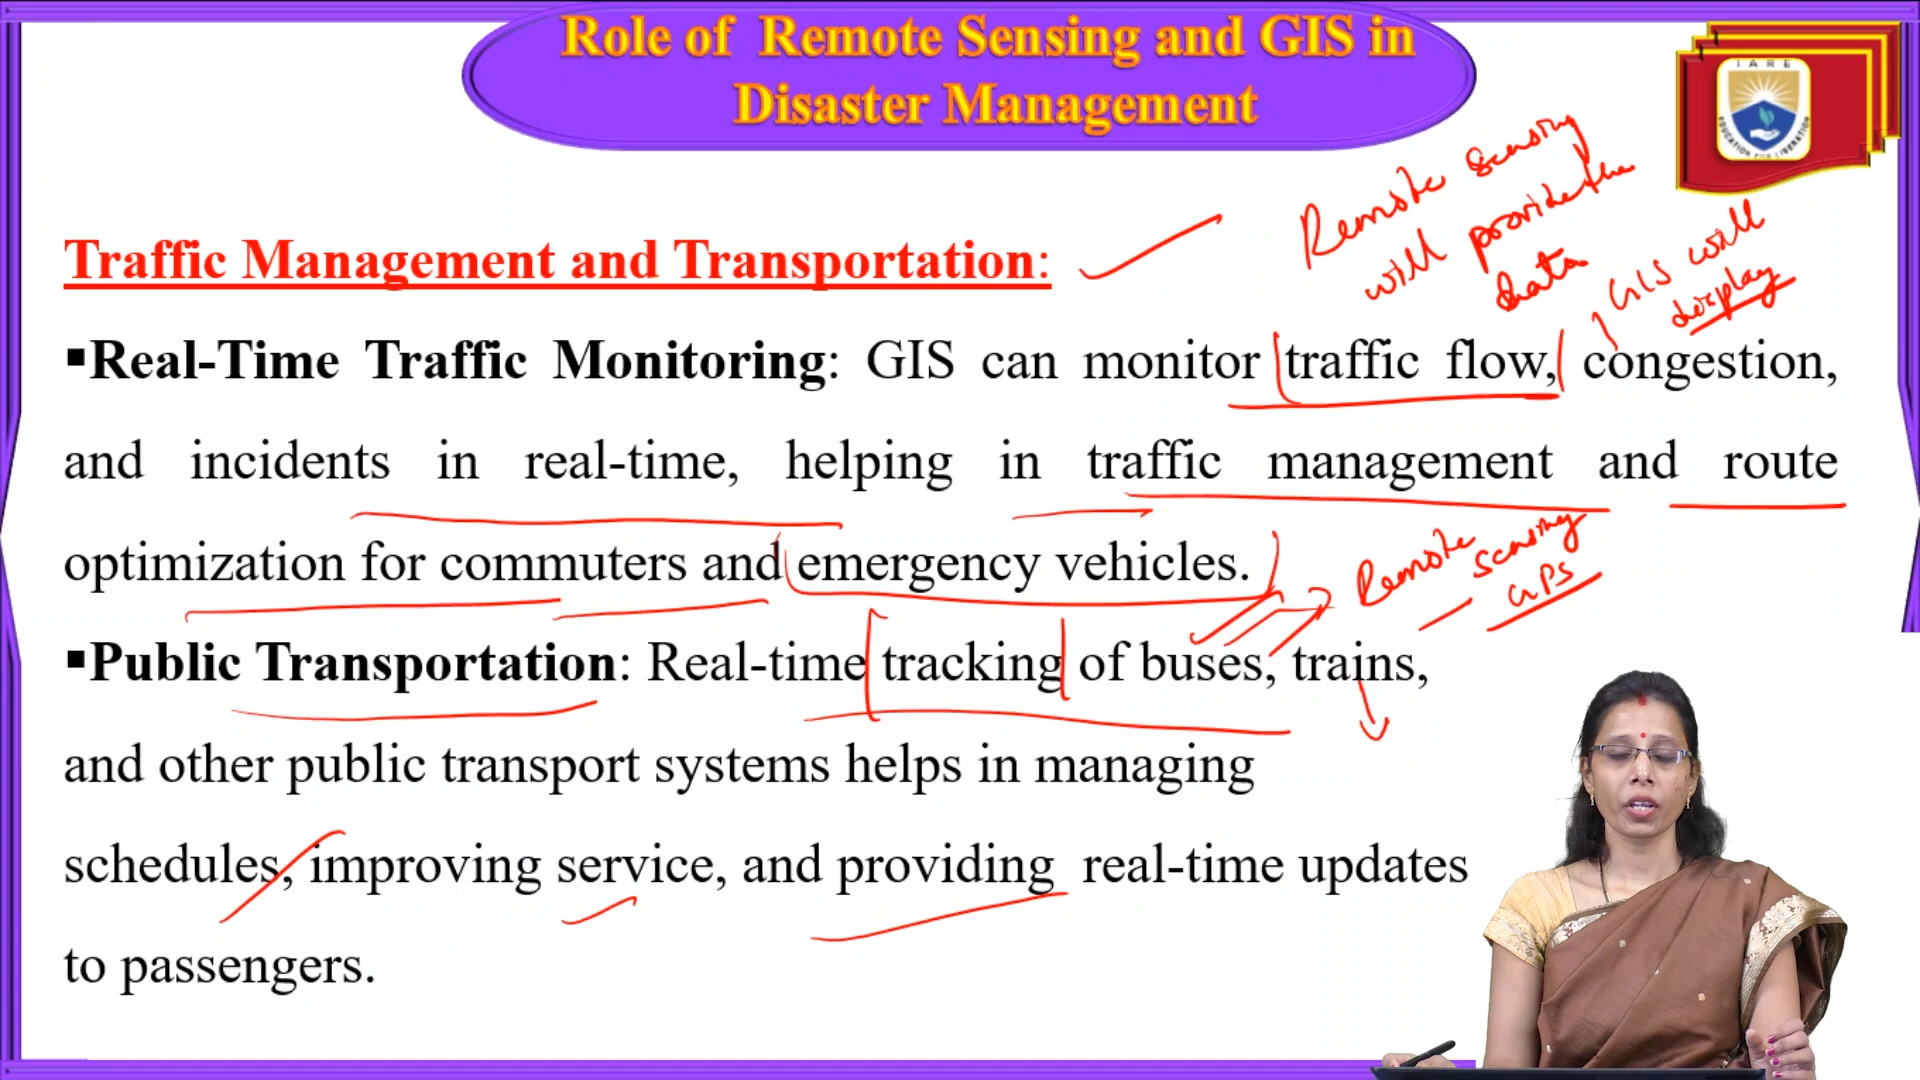 Role of Remote Sensing and GIS in
Disaster Management
IARE
EDUCATION FOR LIBERATION
Remote sensing
will provide the
data
GIS will
display
Traffic Management and Transportation:
▪Real-Time Traffic Monitoring: GIS can monitor traffic flow, congestion,
and incidents in real-time, helping in traffic management and route
optimization for commuters and emergency vehicles.
Remote sensing
GPS
▪Public Transportation: Real-time tracking of buses, trains,
and other public transport systems helps in managing
schedules, improving service, and providing real-time updates
to passengers.